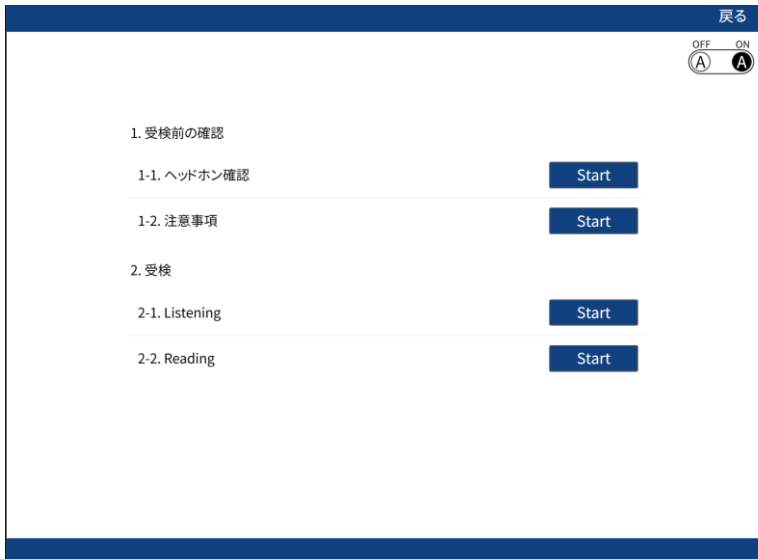 戻る
OFF ON
A A
1. 受検前の確認
1-1. ヘッドホン確認 Start
1-2. 注意事項 Start
2. 受検
2-1. Listening Start
2-2. Reading Start